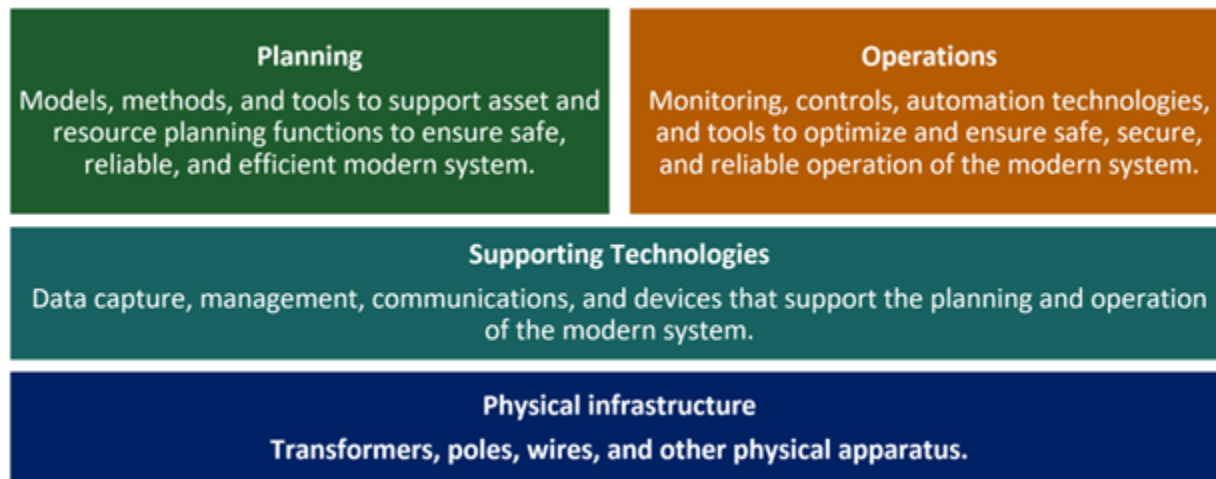 Planning
Models, methods, and tools to support asset and
resource planning functions to ensure safe,
reliable, and efficient modern system.
Operations
Monitoring, controls, automation technologies,
and tools to optimize and ensure safe, secure,
and reliable operation of the modern system.
Supporting Technologies
Data capture, management, communications, and devices that support the planning and operation
of the modern system.
Physical infrastructure
Transformers, poles, wires, and other physical apparatus.